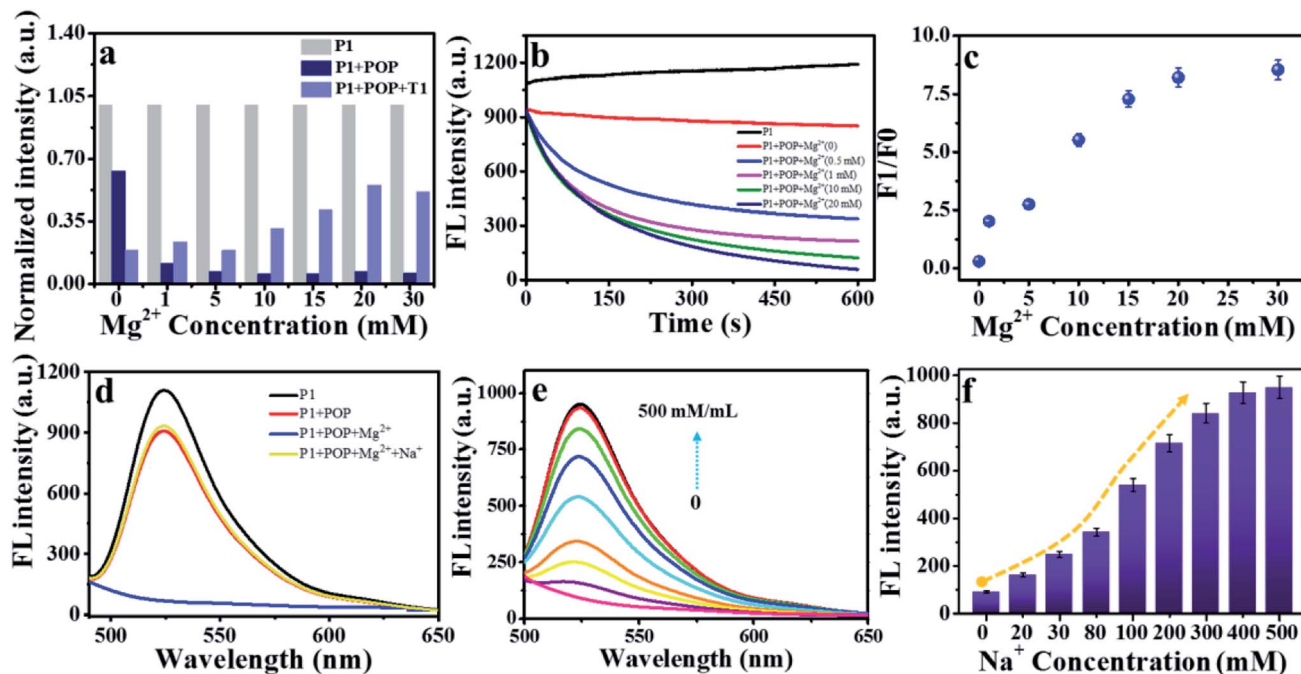 a
P1
P1+POP
P1+POP+T1
Normalized intensity
1.40
1.05
0.70
0.35
0.00
0 1 5 10 15 20 30
Mg²⁺ Concentration (mM)
b
FL intensity (a.u.)
1200
900
600
300
0
P1
P1+POP+Mg²⁺(0)
P1+POP+Mg²⁺(0.5 mM)
P1+POP+Mg²⁺(1 mM)
P1+POP+Mg²⁺(10 mM)
P1+POP+Mg²⁺(20 mM)
0 150 300 450 600
Time (s)
c
F1/F0
10.0
7.5
5.0
2.5
0.0
0 5 10 15 20 30
Mg²⁺ Concentration (mM)
d
FL intensity (a.u.)
1200
900
600
300
0
P1
P1+POP
P1+POP+Mg²⁺
P1+POP+Mg²⁺+Na⁺
500 550 600 650
Wavelength (nm)
e
FL intensity (a.u.)
1000
750
500
250
0
500 mM/mL
0
500 550 600 650
Wavelength (nm)
f
FL intensity (a.u.)
1000
800
600
400
200
0
0 20 30 80 100 200 300 400 500
Na⁺ Concentration (mM)